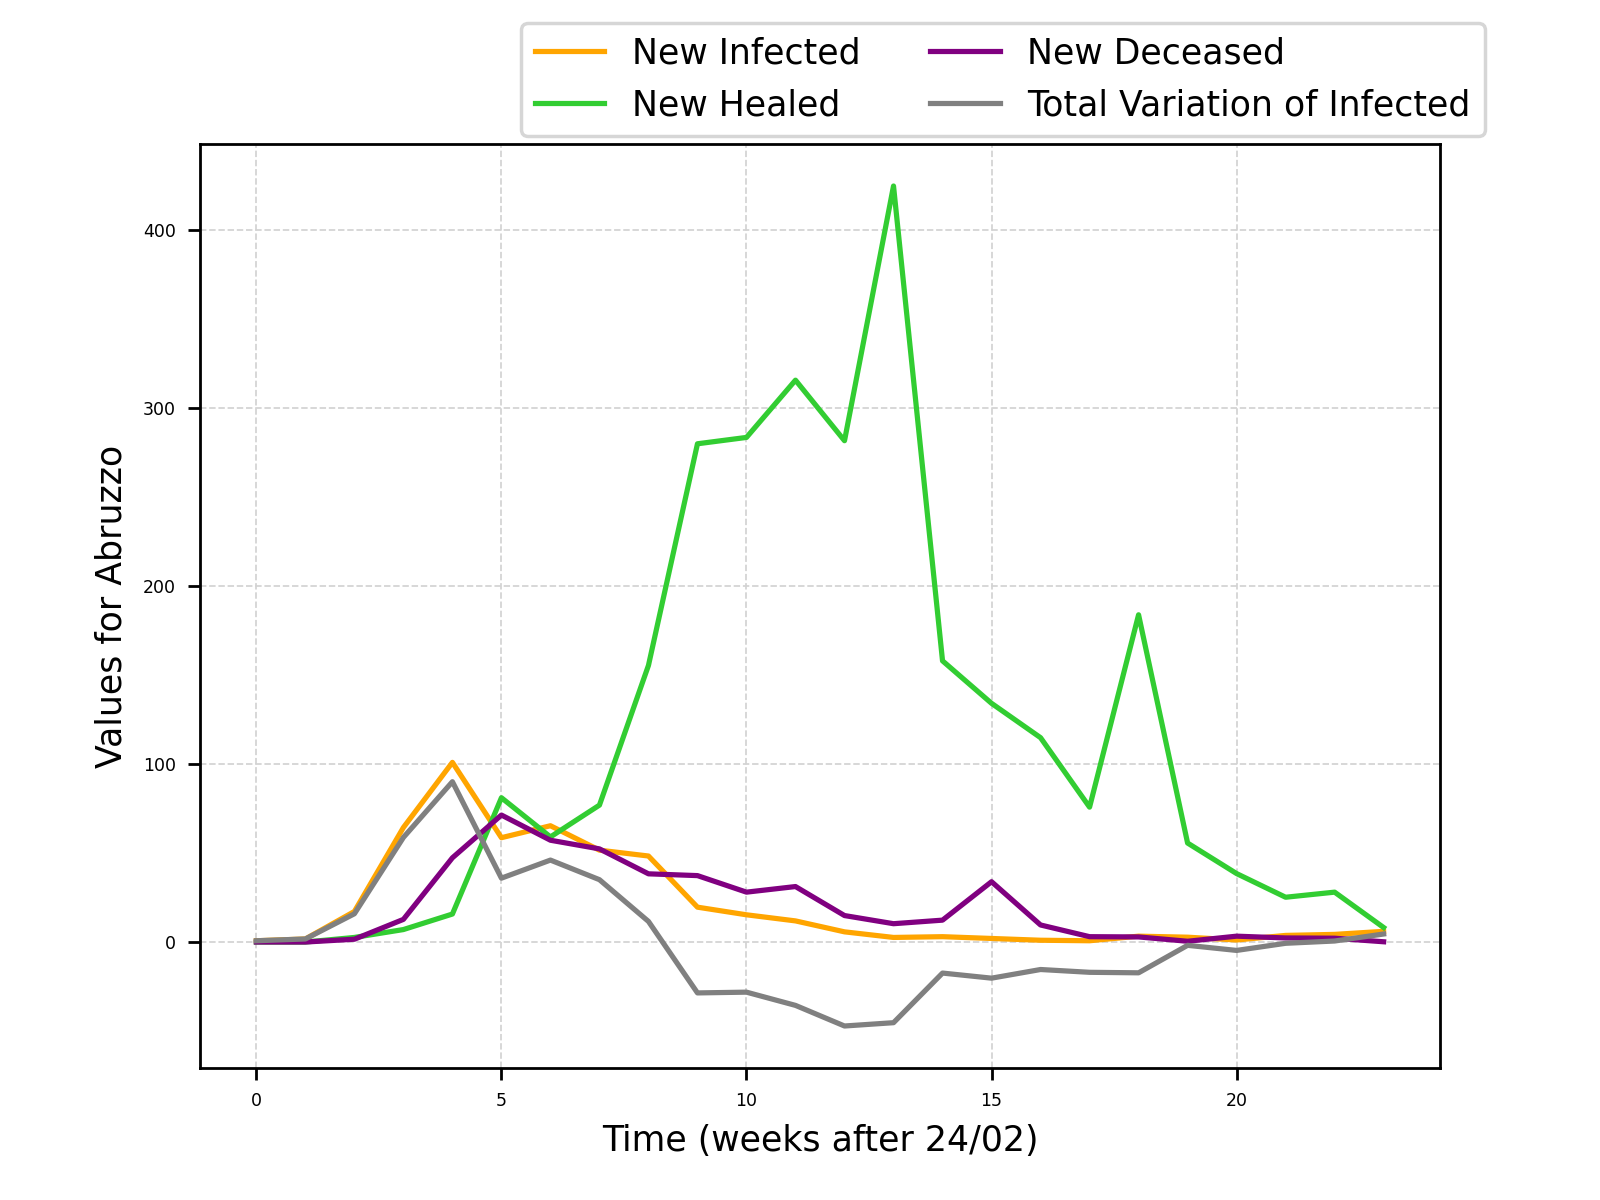 New Infected
New Healed
New Deceased
Total Variation of Infected
Values for Abruzzo
400
300
200
100
0
0 5 10 15 20
Time (weeks after 24/02)